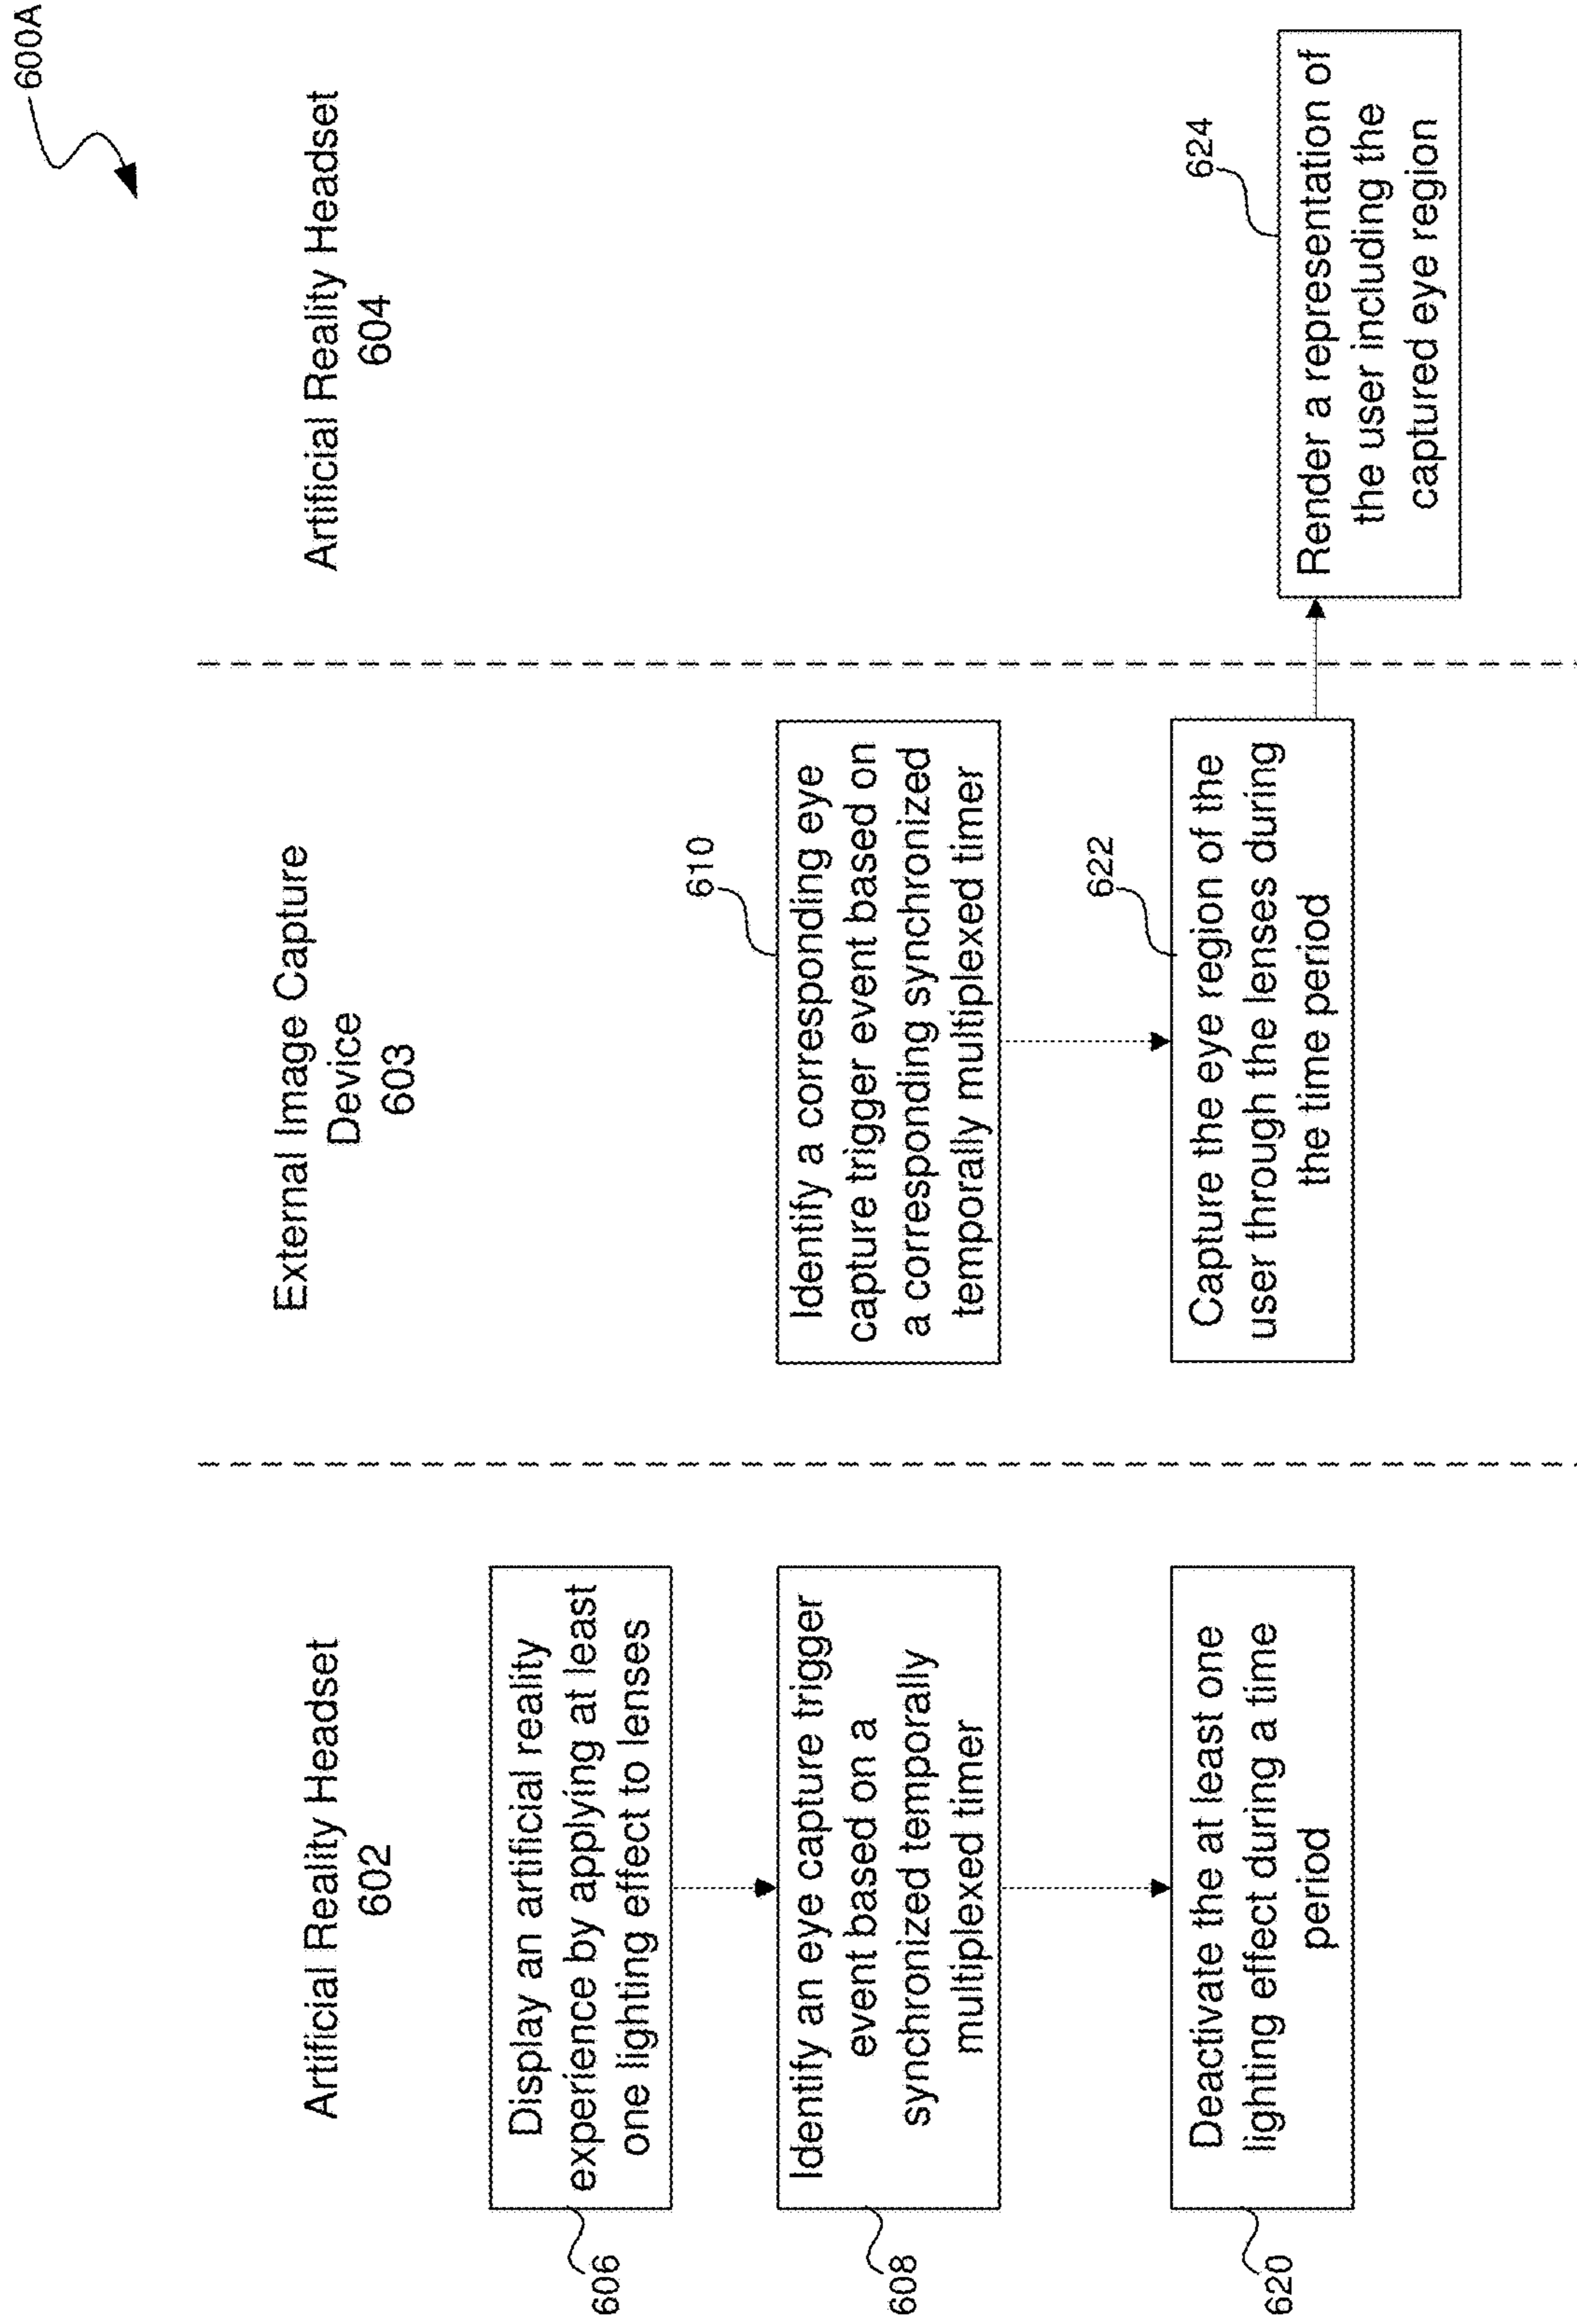 600A
Artificial Reality Headset
602
External Image Capture
Device
603
Artificial Reality Headset
604
606
Display an artificial reality
experience by applying at least
one lighting effect to lenses
608
Identify an eye capture trigger
event based on a
synchronized temporally
multiplexed timer
610
Identify a corresponding eye
capture trigger event based on
a corresponding synchronized
temporally multiplexed timer
620
Deactivate the at least one
lighting effect during a time
period
622
Capture the eye region of the
user through the lenses during
the time period
624
Render a representation of
the user including the
captured eye region